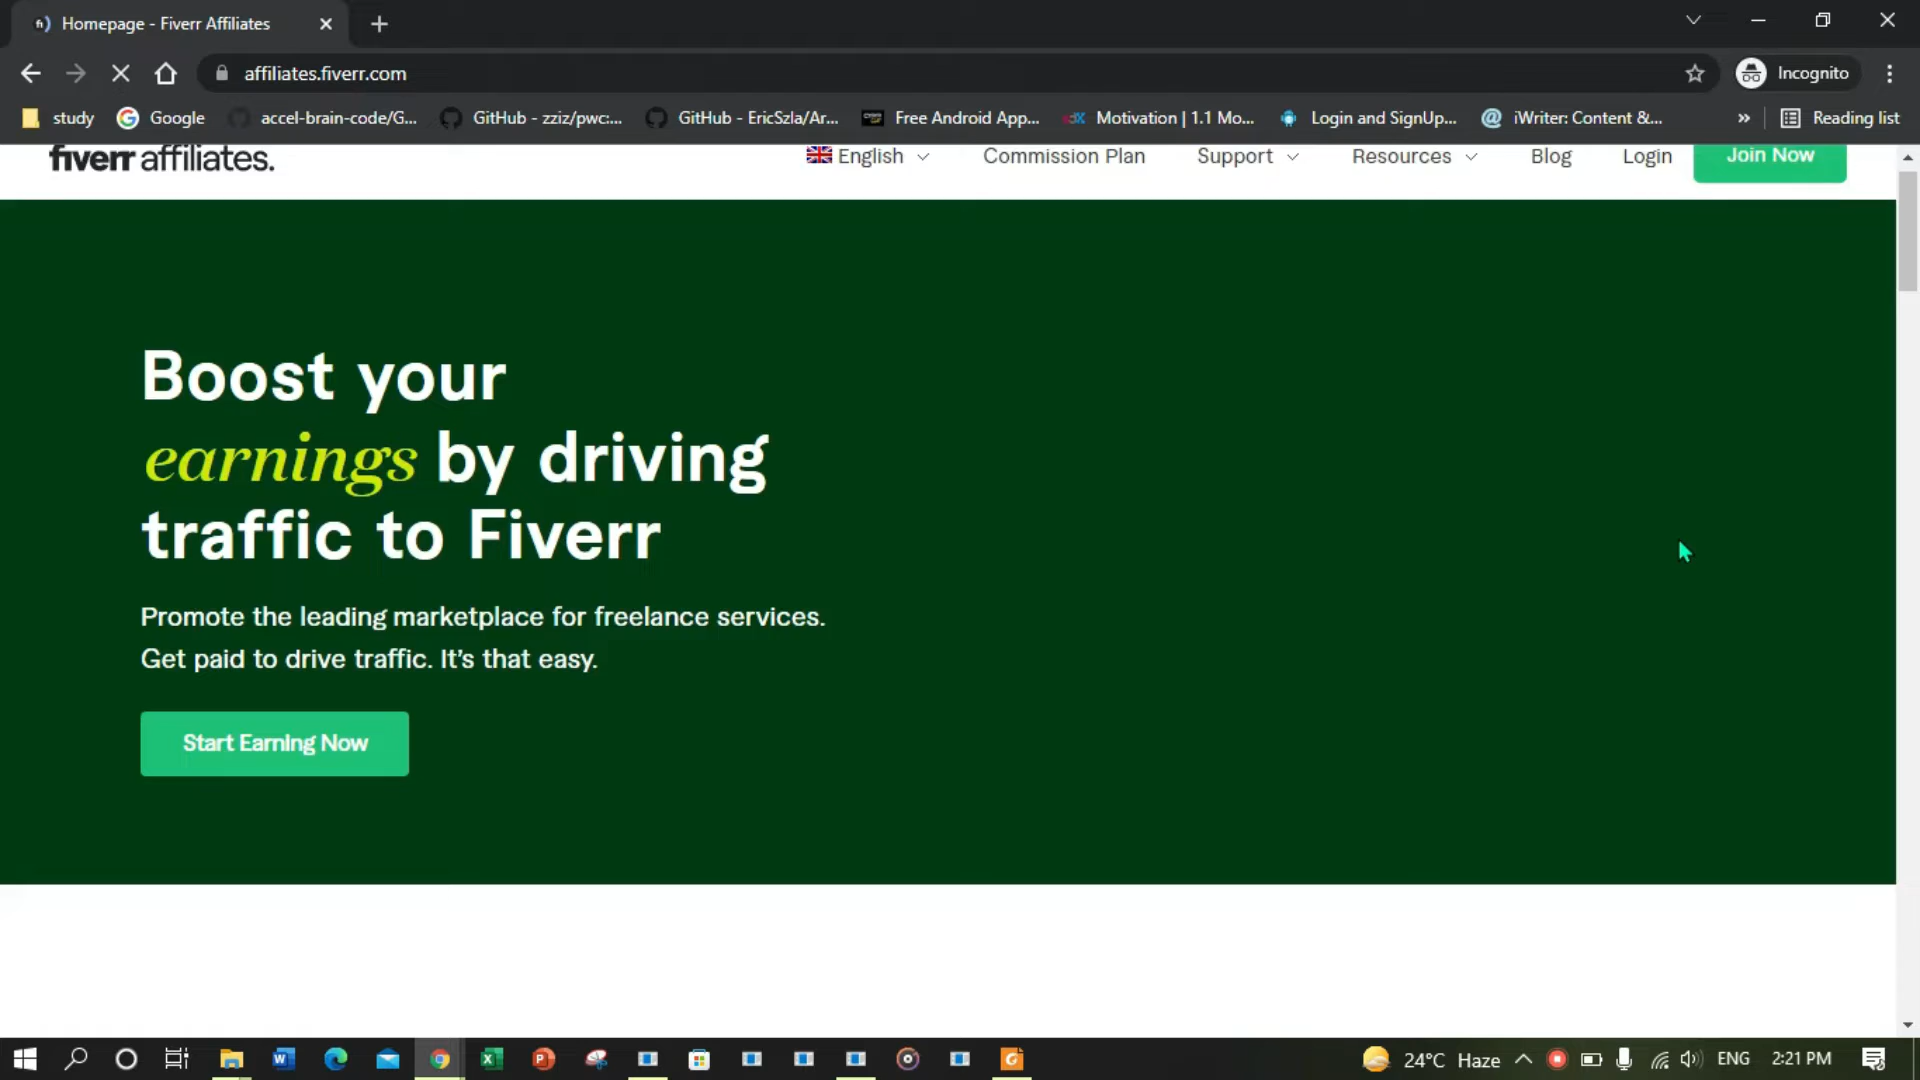 Homepage - Fiverr Affiliates
affiliates.fiverr.com
Incognito
study
Google
accel-brain-code/G...
GitHub - zziz/pwc:...
GitHub - EricSzla/Ar...
Free Android App...
Motivation | 1.1 Mo...
Login and SignUp...
iWriter: Content &...
»
Reading list
fiverr affiliates.
English
Commission Plan
Support
Resources
Blog
Login
Join Now
Boost your
earnings by driving
traffic to Fiverr
Promote the leading marketplace for freelance services.
Get paid to drive traffic. It's that easy.
Start Earning Now
24°C Haze
ENG
2:21 PM